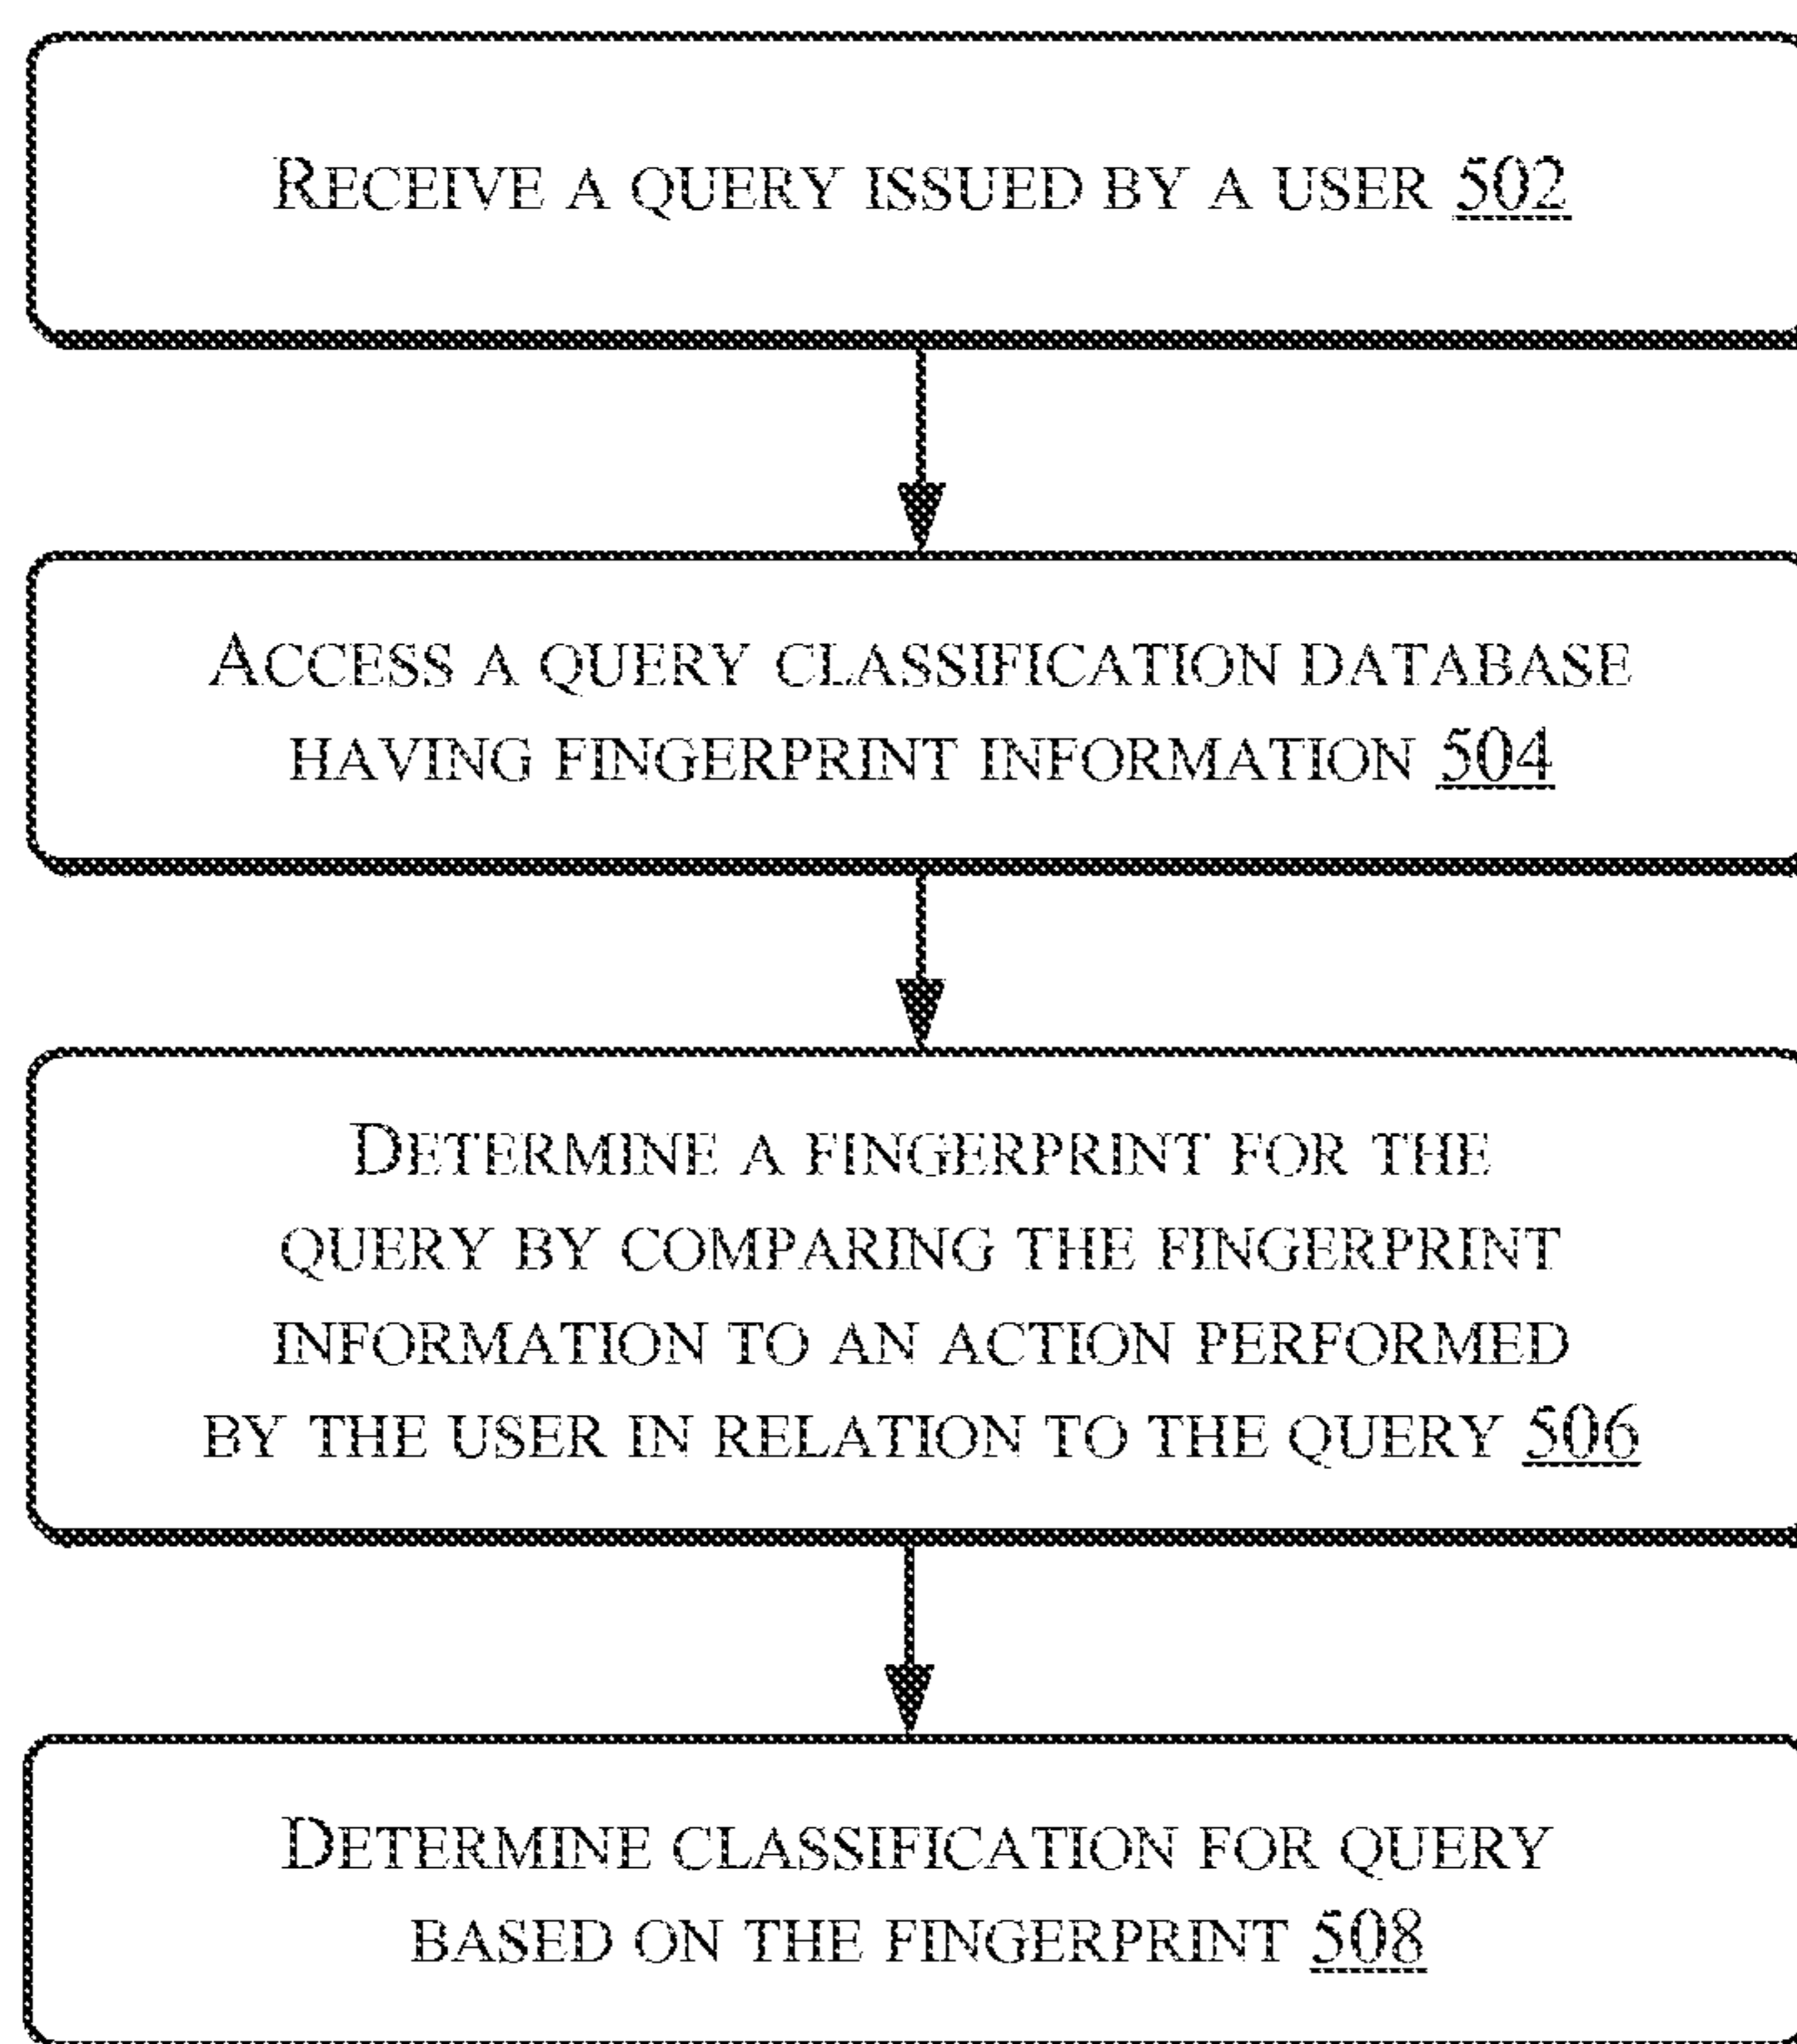 RECEIVE A QUERY ISSUED BY A USER 502
ACCESS A QUERY CLASSIFICATION DATABASE
HAVING FINGERPRINT INFORMATION 504
DETERMINE A FINGERPRINT FOR THE
QUERY BY COMPARING THE FINGERPRINT
INFORMATION TO AN ACTION PERFORMED
BY THE USER IN RELATION TO THE QUERY 506
DETERMINE CLASSIFICATION FOR QUERY
BASED ON THE FINGERPRINT 508